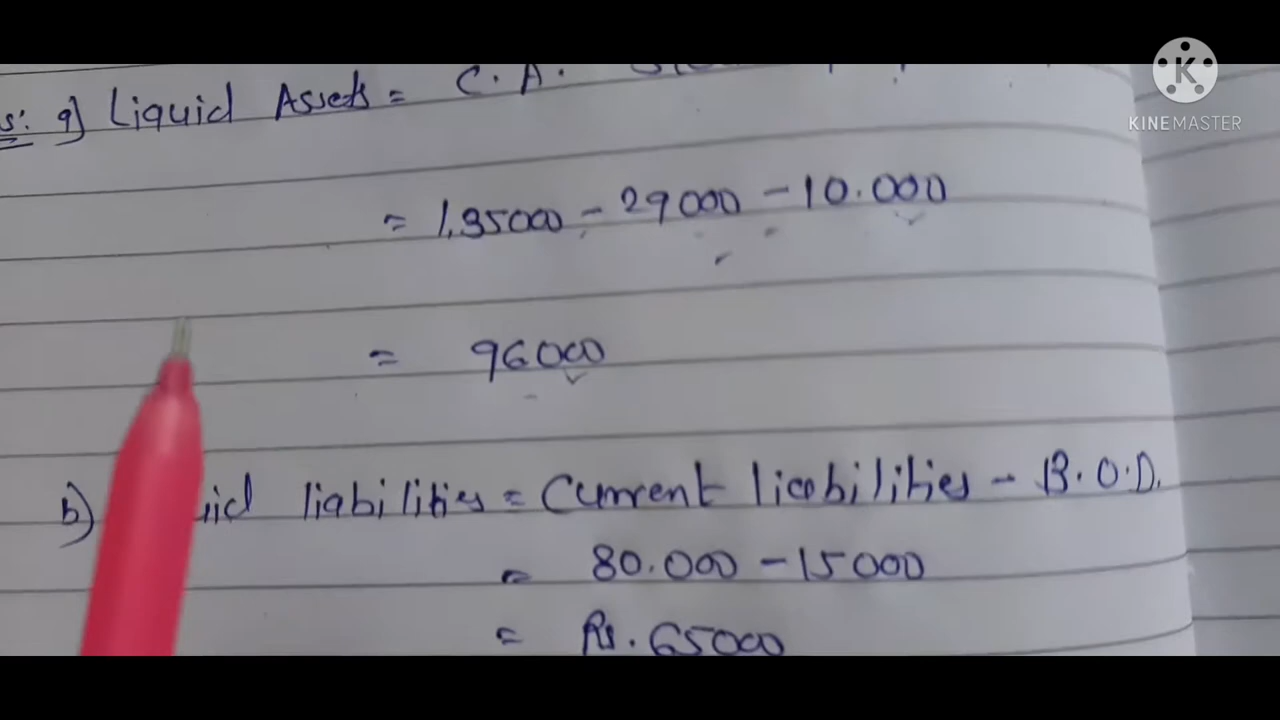 KINEMASTER
s: a] Liquid Assets = C.A.
= 1,35000 - 29000 - 10.000
= 96000
b) liabilities = Current liabilities - B.O.D.
= 80.000 - 15000
= Rs. 65000